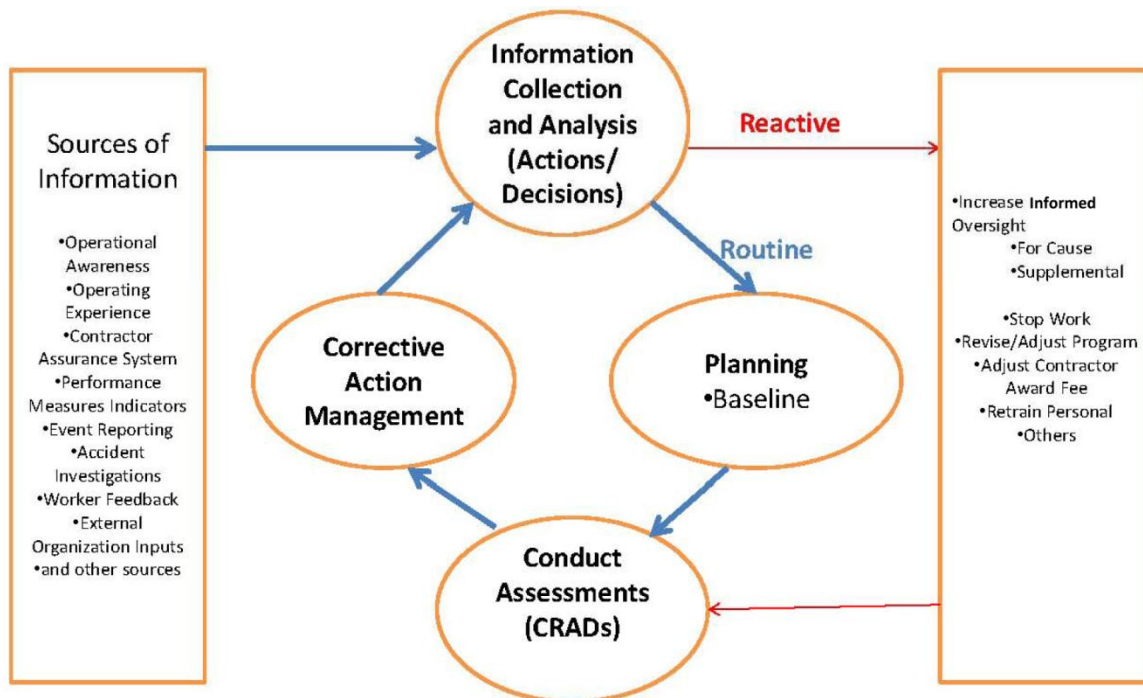 Sources of
Information
•Operational
Awareness
•Operating
Experience
•Contractor
Assurance System
•Performance
Measures Indicators
•Event Reporting
•Accident
Investigations
•Worker Feedback
•External
Organization Inputs
•and other sources
Information
Collection
and Analysis
(Actions/
Decisions)
Reactive
Routine
Corrective
Action
Management
Planning
•Baseline
Conduct
Assessments
(CRADs)
•Increase Informed
Oversight
•For Cause
•Supplemental
•Stop Work
•Revise/Adjust Program
•Adjust Contractor
Award Fee
•Retrain Personal
•Others